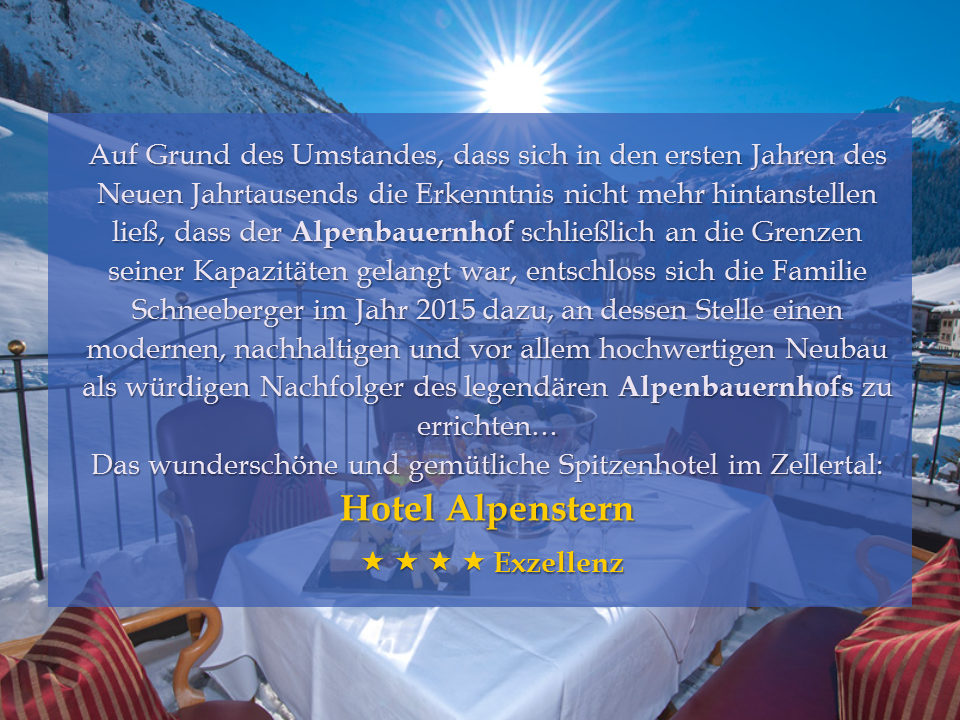 Auf Grund des Umstandes, dass sich in den ersten Jahren des
Neuen Jahrtausends die Erkenntnis nicht mehr hintanstellen
ließ, dass der Alpenbauernhof schließlich an die Grenzen
seiner Kapazitäten gelangt war, entschloss sich die Familie
Schneeberger im Jahr 2015 dazu, an dessen Stelle einen
modernen, nachhaltigen und vor allem hochwertigen Neubau
als würdigen Nachfolger des legendären Alpenbauernhofs zu
errichten…
Das wunderschöne und gemütliche Spitzenhotel im Zellertal:
Hotel Alpenstern
★ ★ ★ ★ Exzellenz